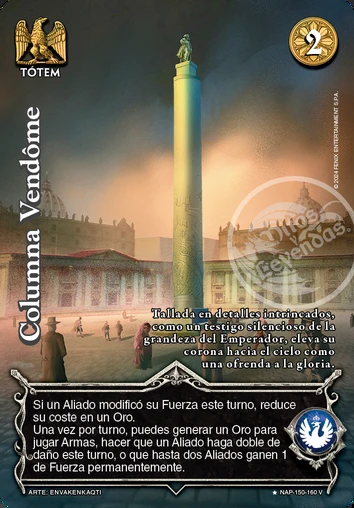 TÓTEM
2
Columna Vendôme
© 2024 FENIX ENTERTAINMENT S.P.A.
Mitos y
Leyendas
Tallada en detalles intrincados,
como un testigo silencioso de la
grandeza del Emperador, eleva su
corona hacia el cielo como
una ofrenda a la gloria.
Si un Aliado modificó su Fuerza este turno, reduce
su coste en un Oro.
Una vez por turno, puedes generar un Oro para
jugar Armas, hacer que un Aliado haga doble de
daño este turno, o que hasta dos Aliados ganen 1
de Fuerza permanentemente.
ARTE: ENVAKENKAQTI
★ NAP-150-160 V